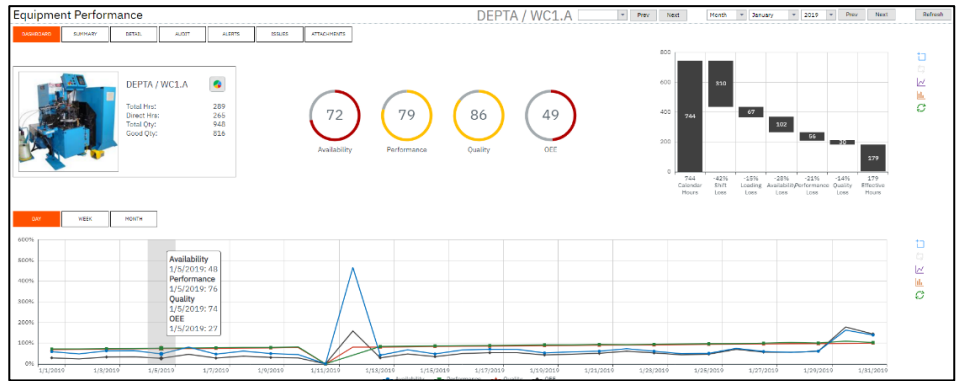 Equipment Performance
DEPTA / WC1.A
Prev
Next
Month
January
2019
Prev
Next
Refresh
DASHBOARD
SUMMARY
DETAIL
AUDIT
ALERTS
ISSUES
ATTACHMENTS
DEPTA / WC1.A
Total Hrs: 289
Direct Hrs: 265
Total Qty: 948
Good Qty: 816
72
Availability
79
Performance
86
Quality
49
OEE
800
600
400
200
0
744
310
67
102
56
30
179
744 -42% -15% -28% -21% -14% 179
Calendar Shift Loading Availability Performance Quality Effective
Hours Loss Loss Loss Loss Loss Hours
DAY
WEEK
MONTH
600%
500%
400%
300%
200%
100%
0%
Availability
1/5/2019: 48
Performance
1/5/2019: 76
Quality
1/5/2019: 74
OEE
1/5/2019: 27
1/1/2019 1/3/2019 1/5/2019 1/7/2019 1/9/2019 1/11/2019 1/13/2019 1/15/2019 1/17/2019 1/19/2019 1/21/2019 1/23/2019 1/25/2019 1/27/2019 1/29/2019 1/31/2019
Availability Performance Quality OEE